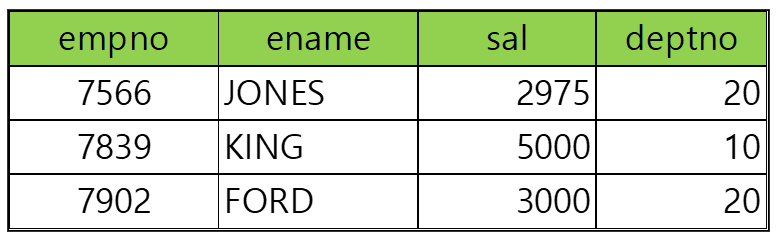 empno ename sal deptno
7566 JONES 2975 20
7839 KING 5000 10
7902 FORD 3000 20